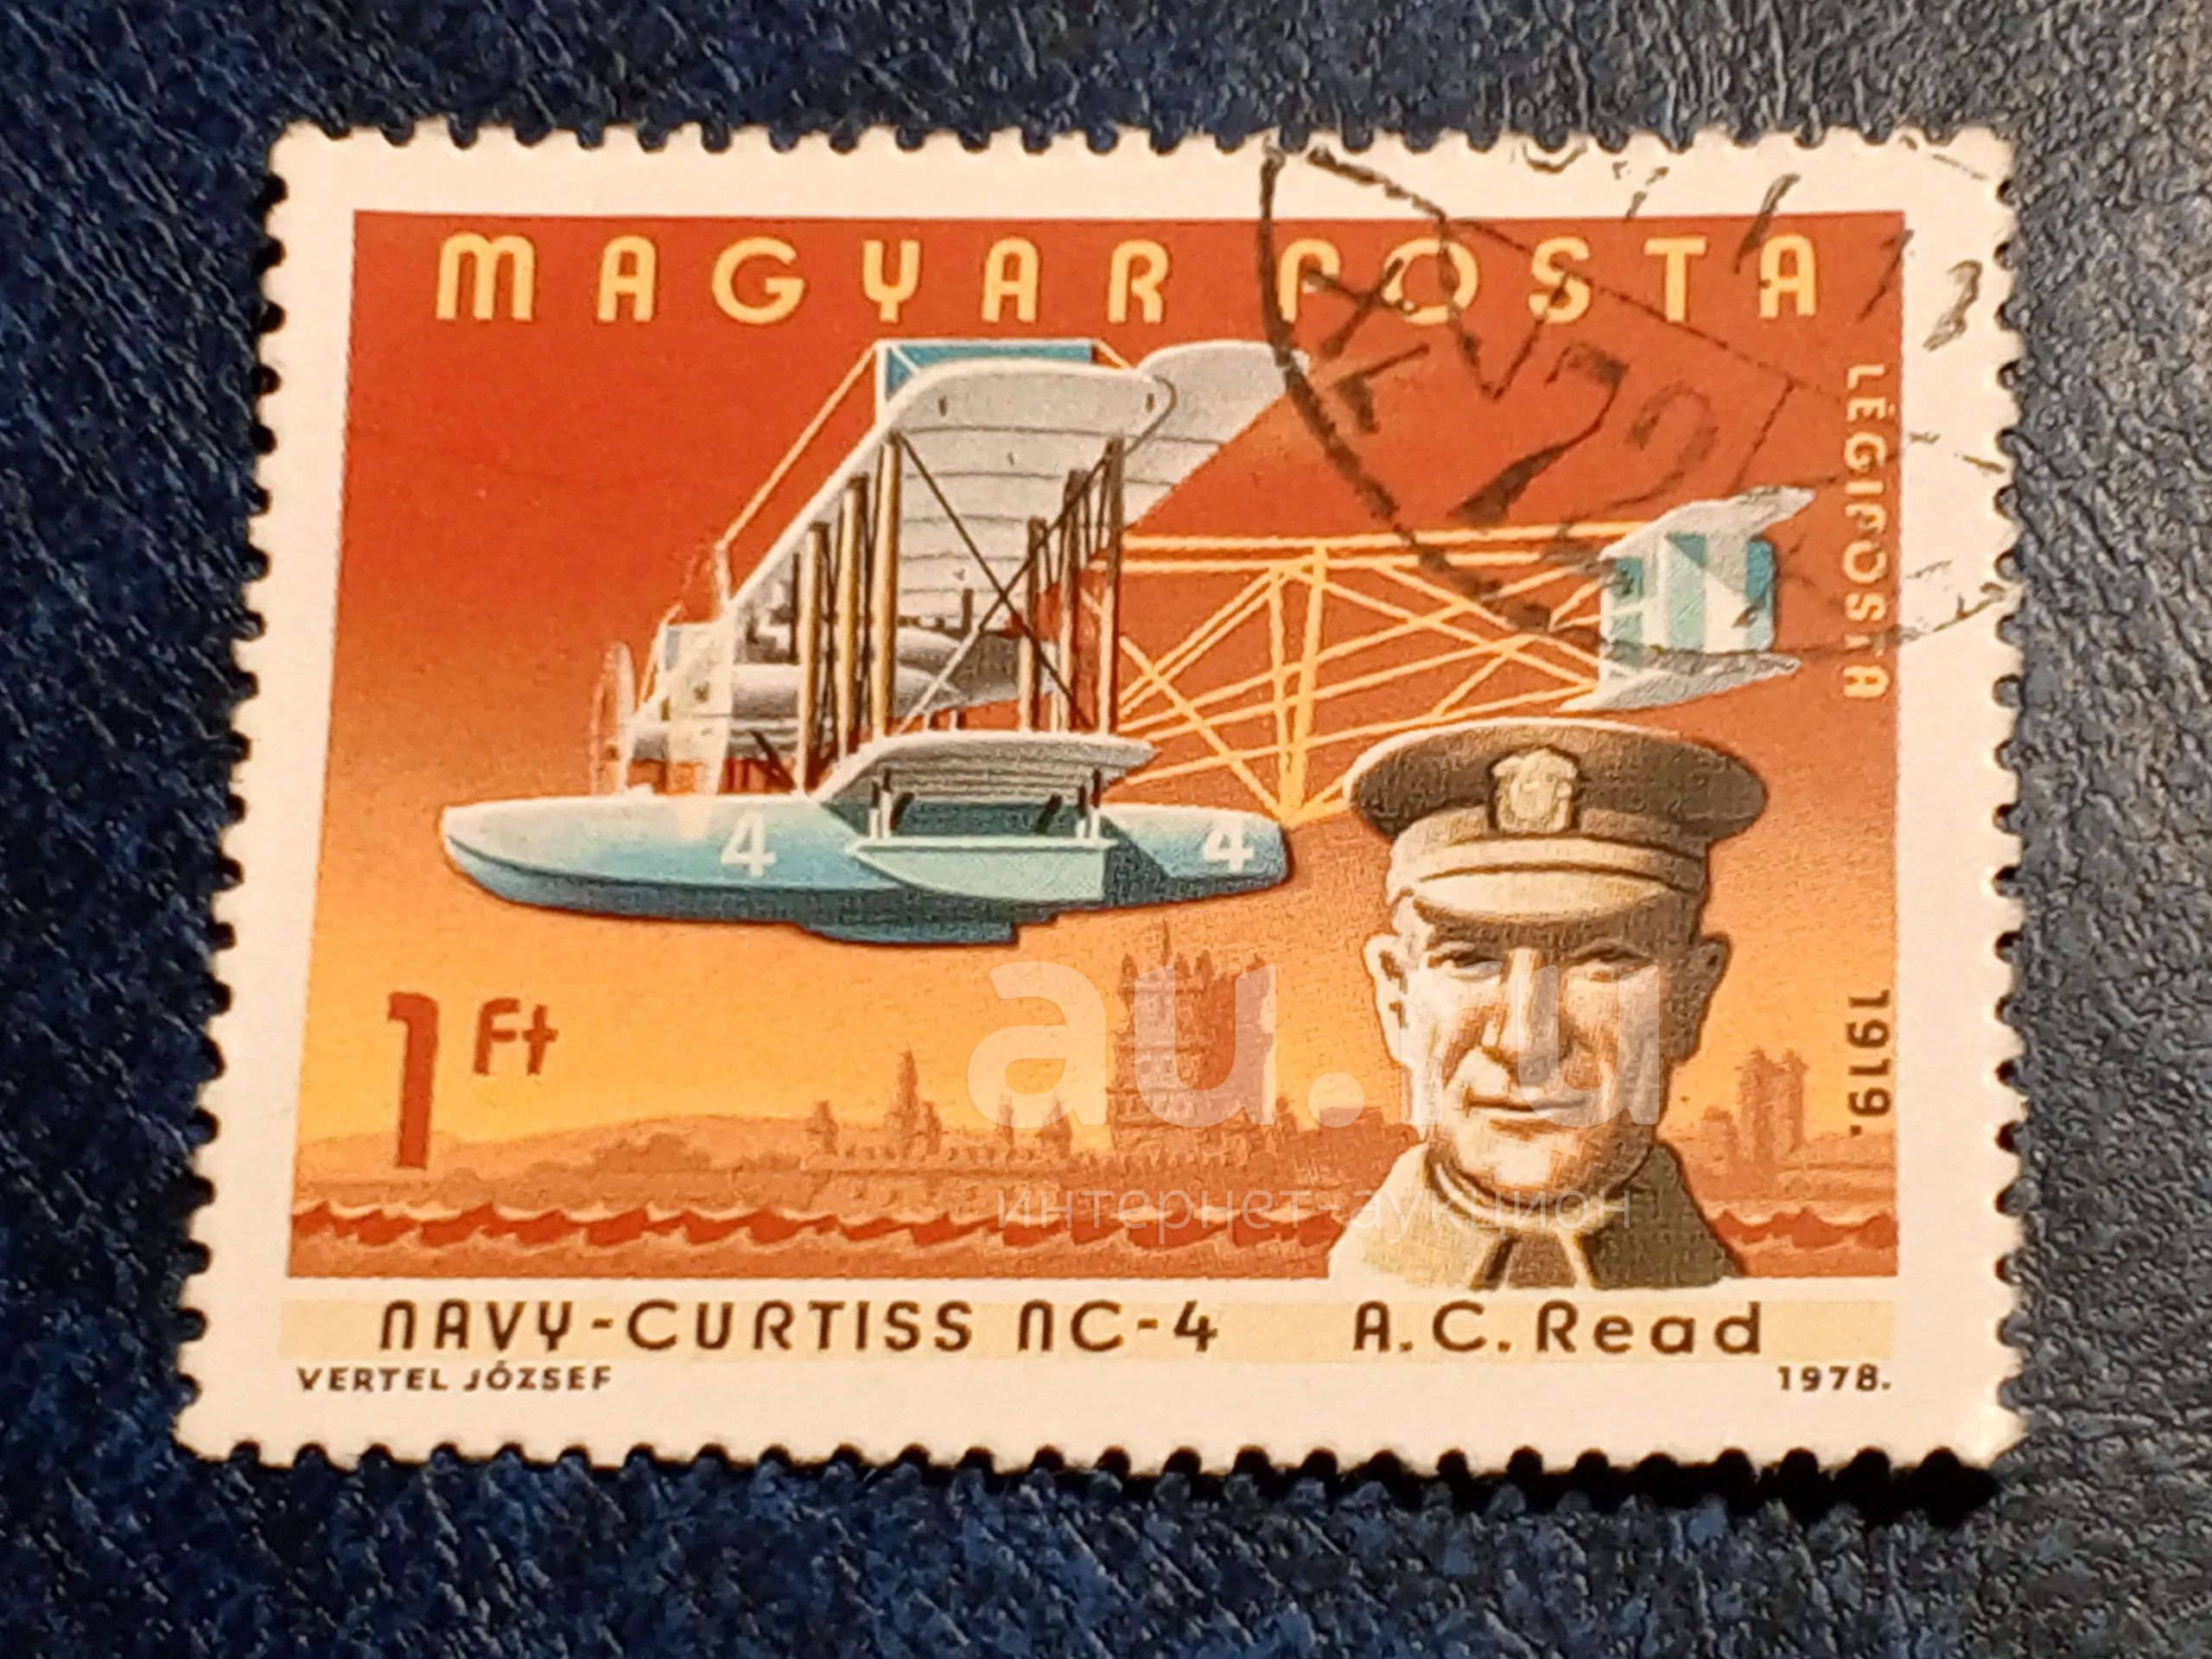 MAGYAR POSTA
LÉGIPOSTA
4
4
1 Ft
1919.
au.ru
интернет-аукцион
NAVY-CURTISS NC-4 A.C. Read
VERTEL JÓZSEF 1978.